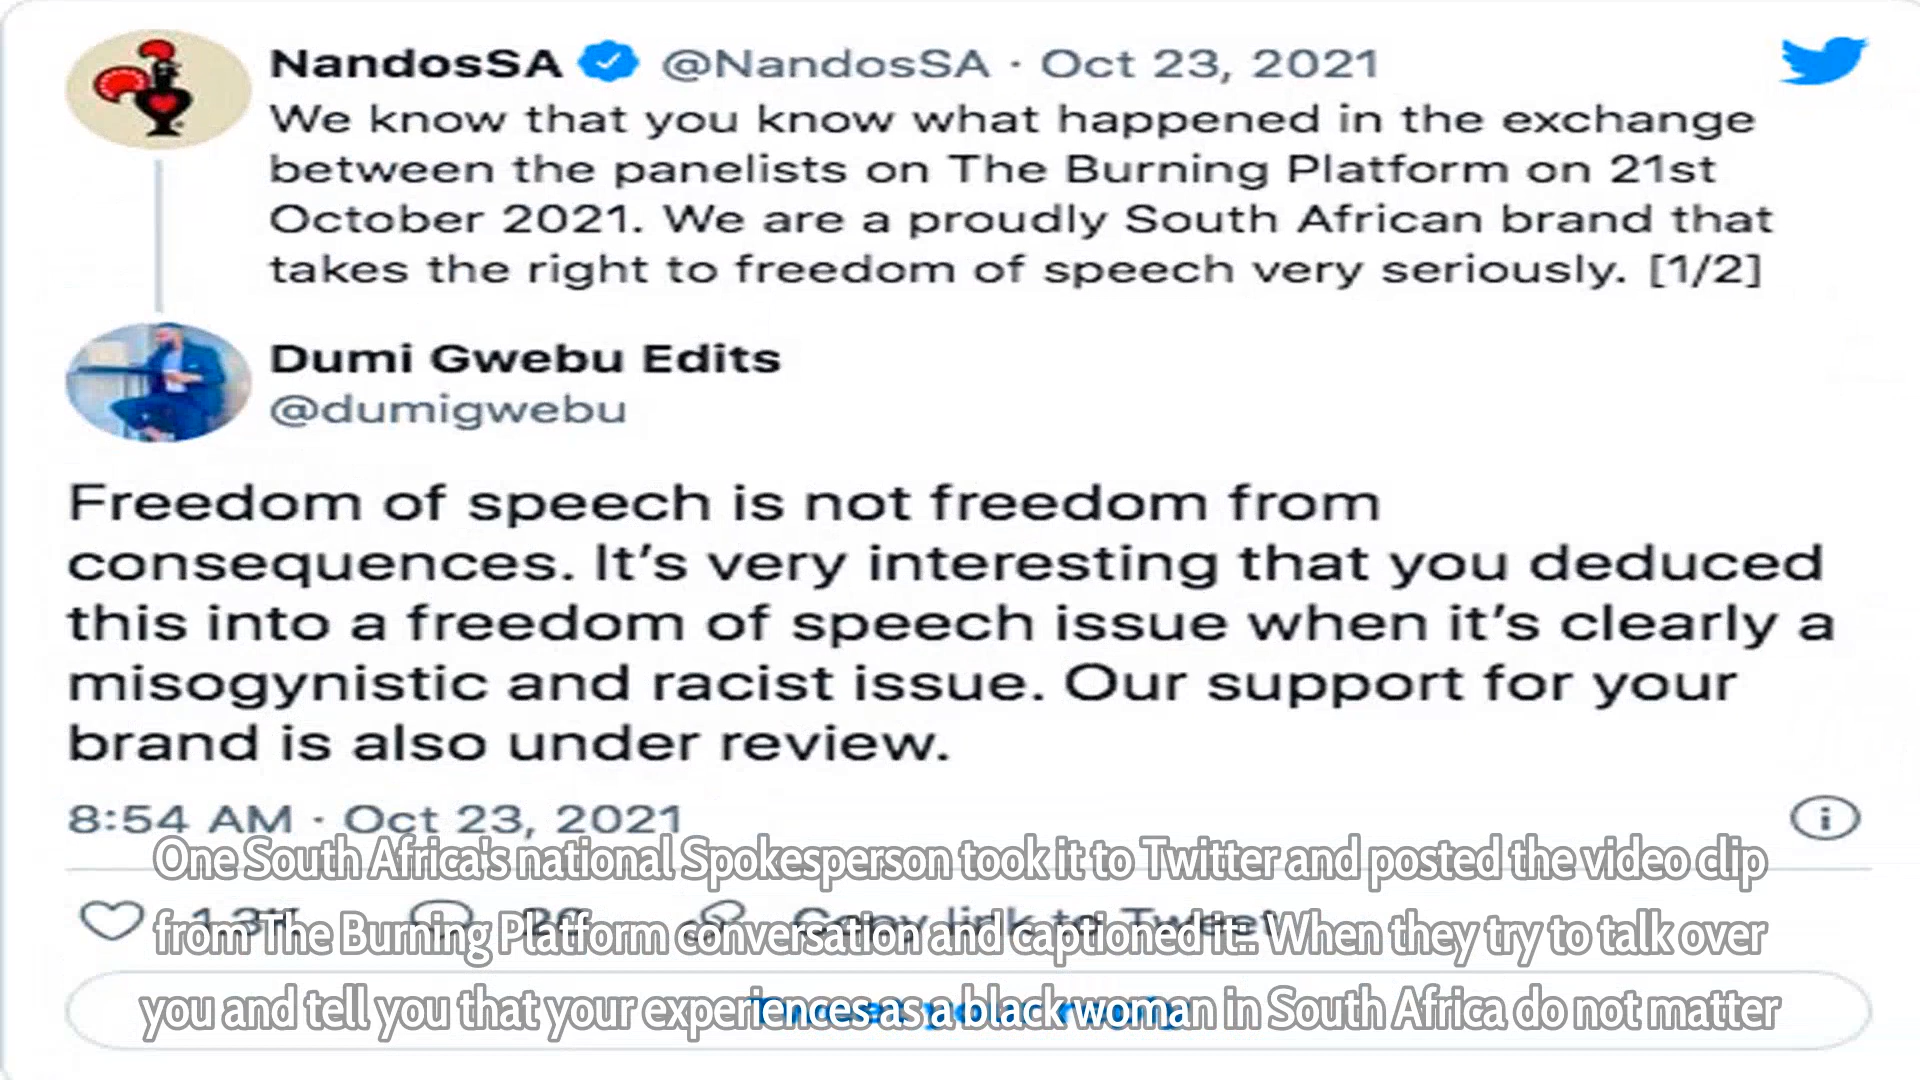 NandosSA @NandosSA · Oct 23, 2021
We know that you know what happened in the exchange
between the panelists on The Burning Platform on 21st
October 2021. We are a proudly South African brand that
takes the right to freedom of speech very seriously. [1/2]
Dumi Gwebu Edits
@dumigwebu
Freedom of speech is not freedom from
consequences. It’s very interesting that you deduced
this into a freedom of speech issue when it’s clearly a
misogynistic and racist issue. Our support for your
brand is also under review.
8:54 AM · Oct 23, 2021
One South Africa's national Spokesperson took it to Twitter and posted the video clip
Copy link to Tweet
from The Burning Platform conversation and captioned it:. When they try to talk over
you and tell you that your experiences as a black woman in South Africa do not matter